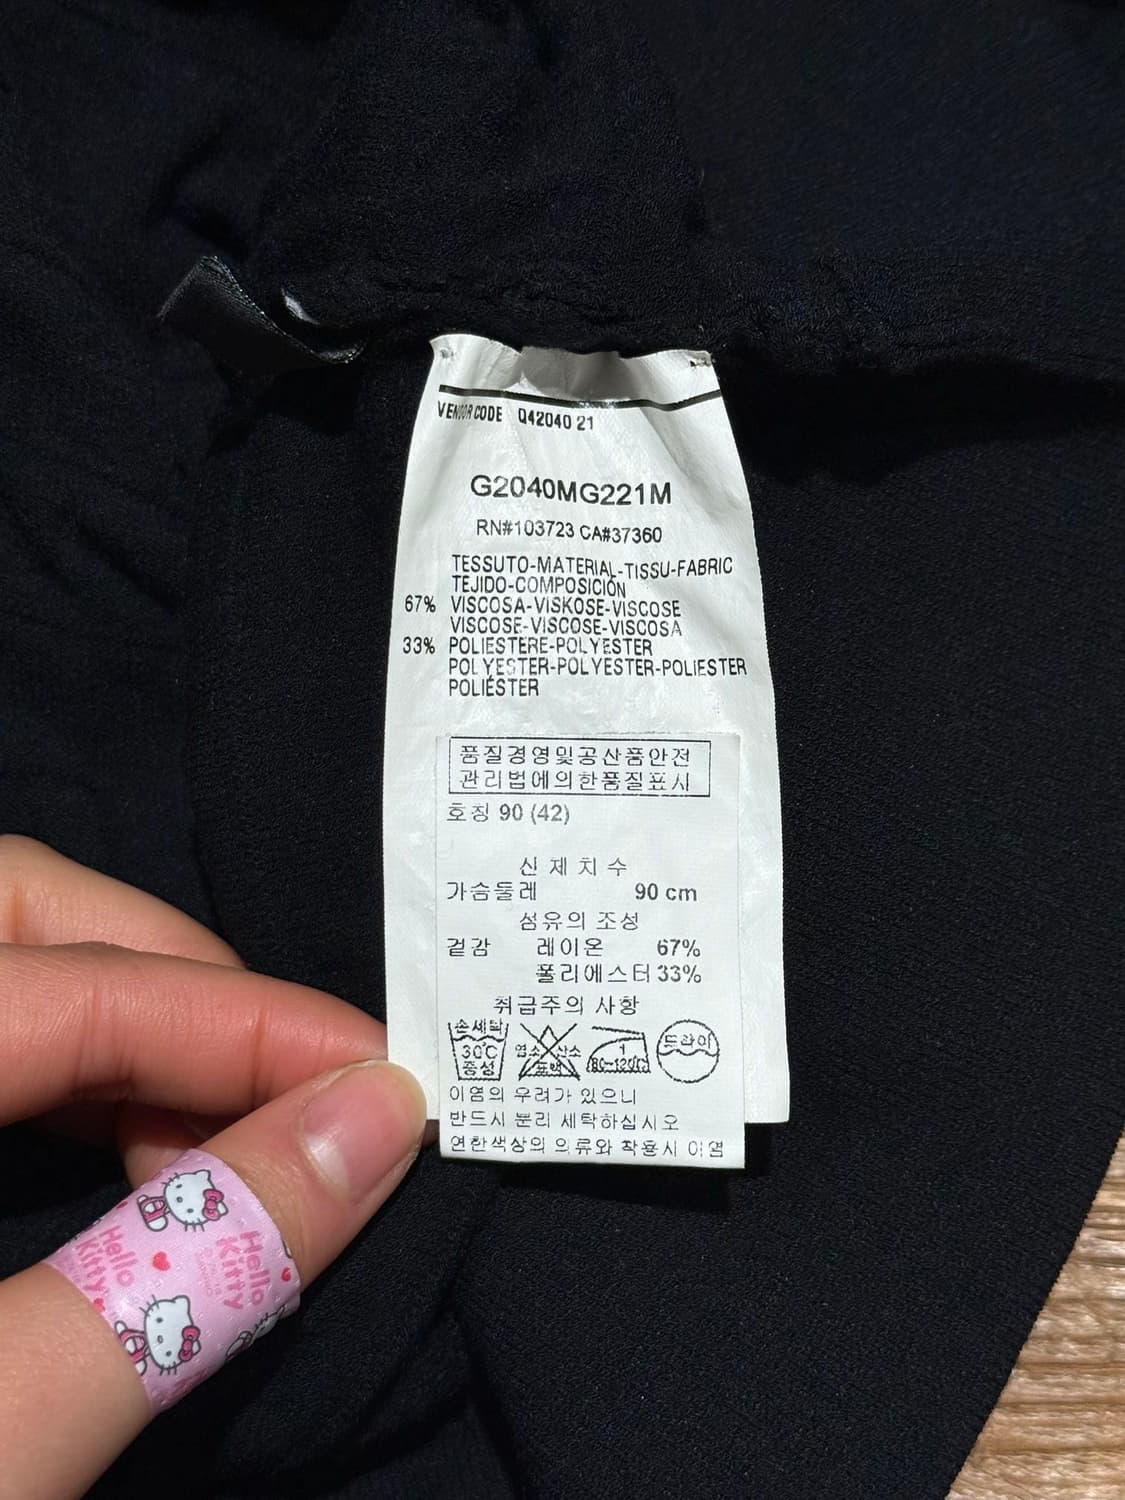 VENDOR CODE Q42040 21
G2040MG221M
RN#103723 CA#37360
TESSUTO-MATERIAL-TISSU-FABRIC
TEJIDO-COMPOSICIÓN
67% VISCOSA-VISKOSE-VISCOSE
VISCOSE-VISCOSE-VISCOSA
33% POLIESTERE-POLYESTER
POLYESTER-POLYESTER-POLIESTER
POLIÉSTER
품질경영및공산품안전
관리법에의한품질표시
호칭 90 (42)
신 체 치 수
가슴둘레 90 cm
섬유의 조성
겉감 레이온 67%
폴리에스터 33%
취급주의 사항
손세탁
30℃
중성
염소 산소
표백
1
80~120℃
드라이
이염의 우려가 있으니
반드시 분리 세탁하십시오
연한색상의 의류와 착용시 이염
Hello
Kitty
Hello
Kitty